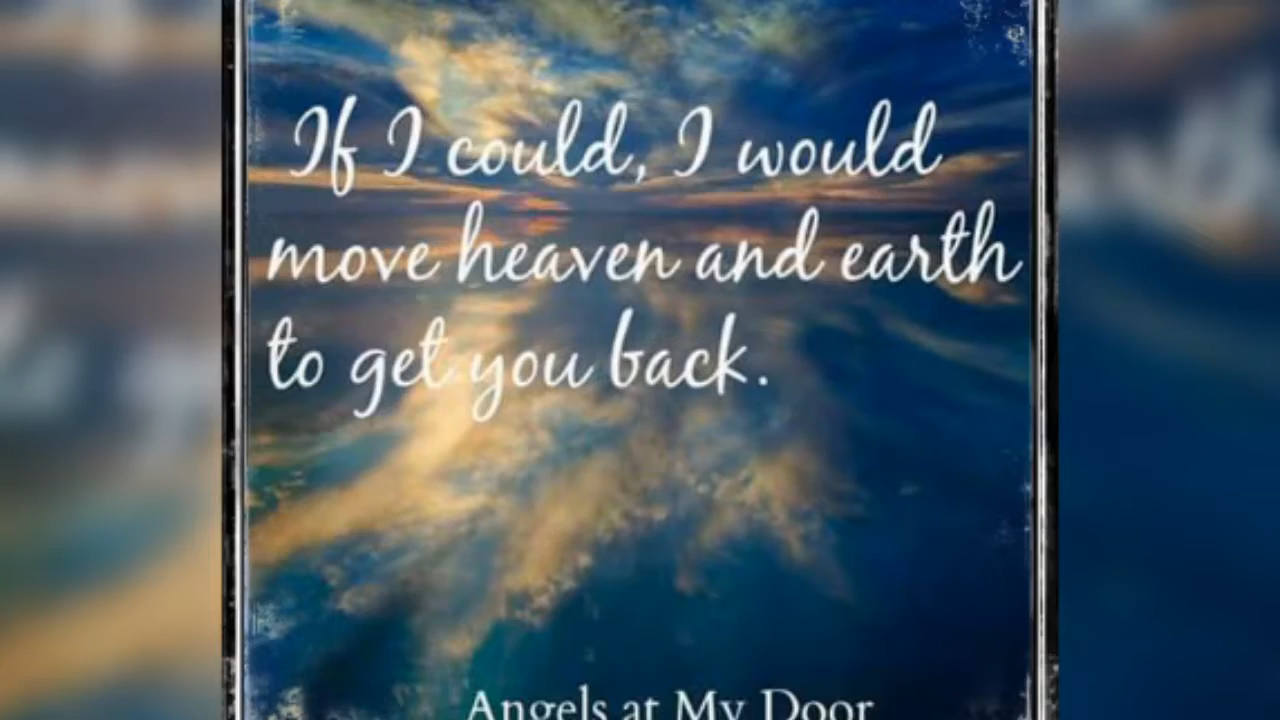 If I could, I would
move heaven and earth
to get you back.
Angels at My Door